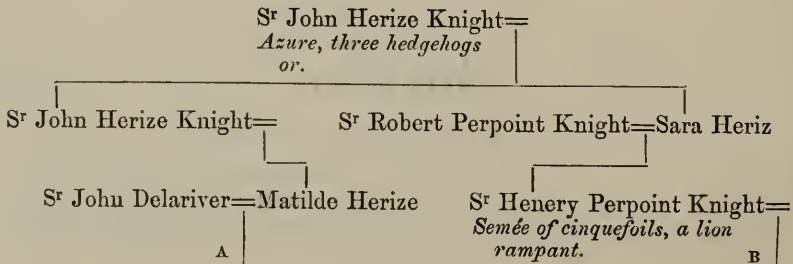 Sr John Herize Knight=
Azure, three hedgehogs
or.
Sr John Herize Knight= Sr Robert Perpoint Knight=Sara Heriz
Sr John Delariver=Matilde Herize Sr Henery Perpoint Knight=
Semée of cinquefoils, a lion
rampant.
A B